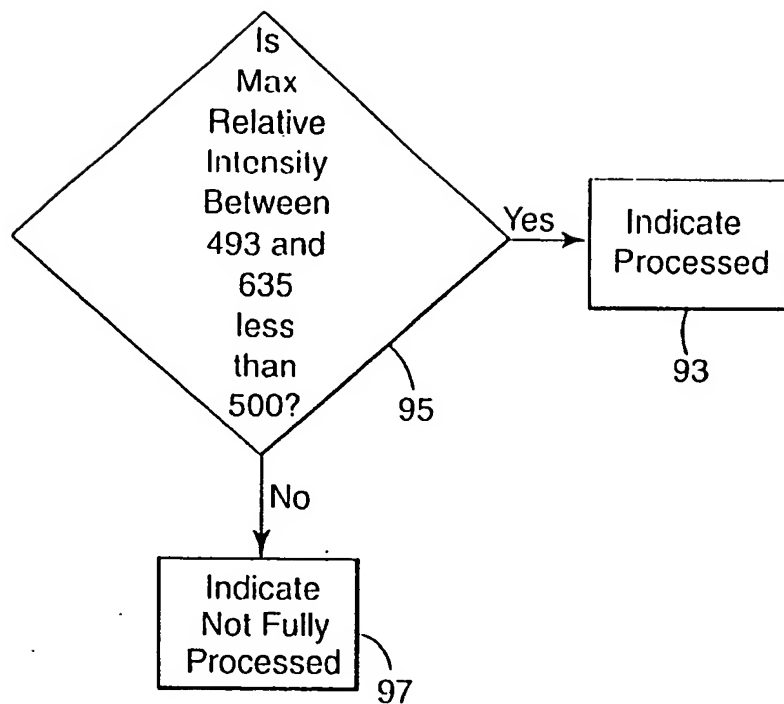 Is
Max
Relative
Intensity
Between
493 and
635
less
than
500?
Yes
Indicate
Processed
93
95
No
Indicate
Not Fully
Processed
97